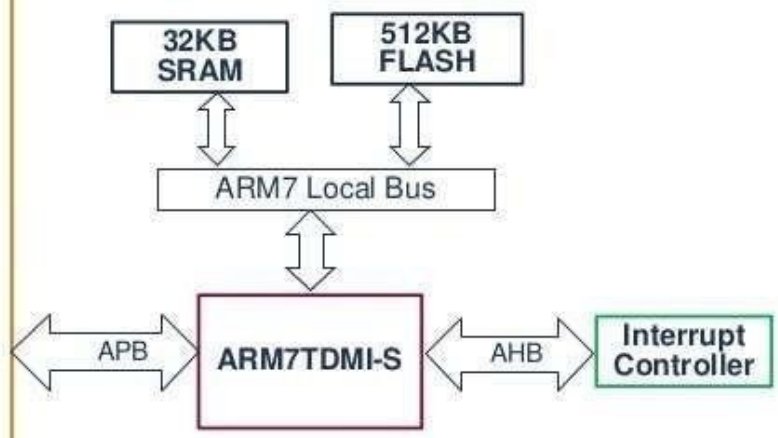 32KB
SRAM
512KB
FLASH
ARM7 Local Bus
APB
ARM7TDMI-S
AHB
Interrupt
Controller